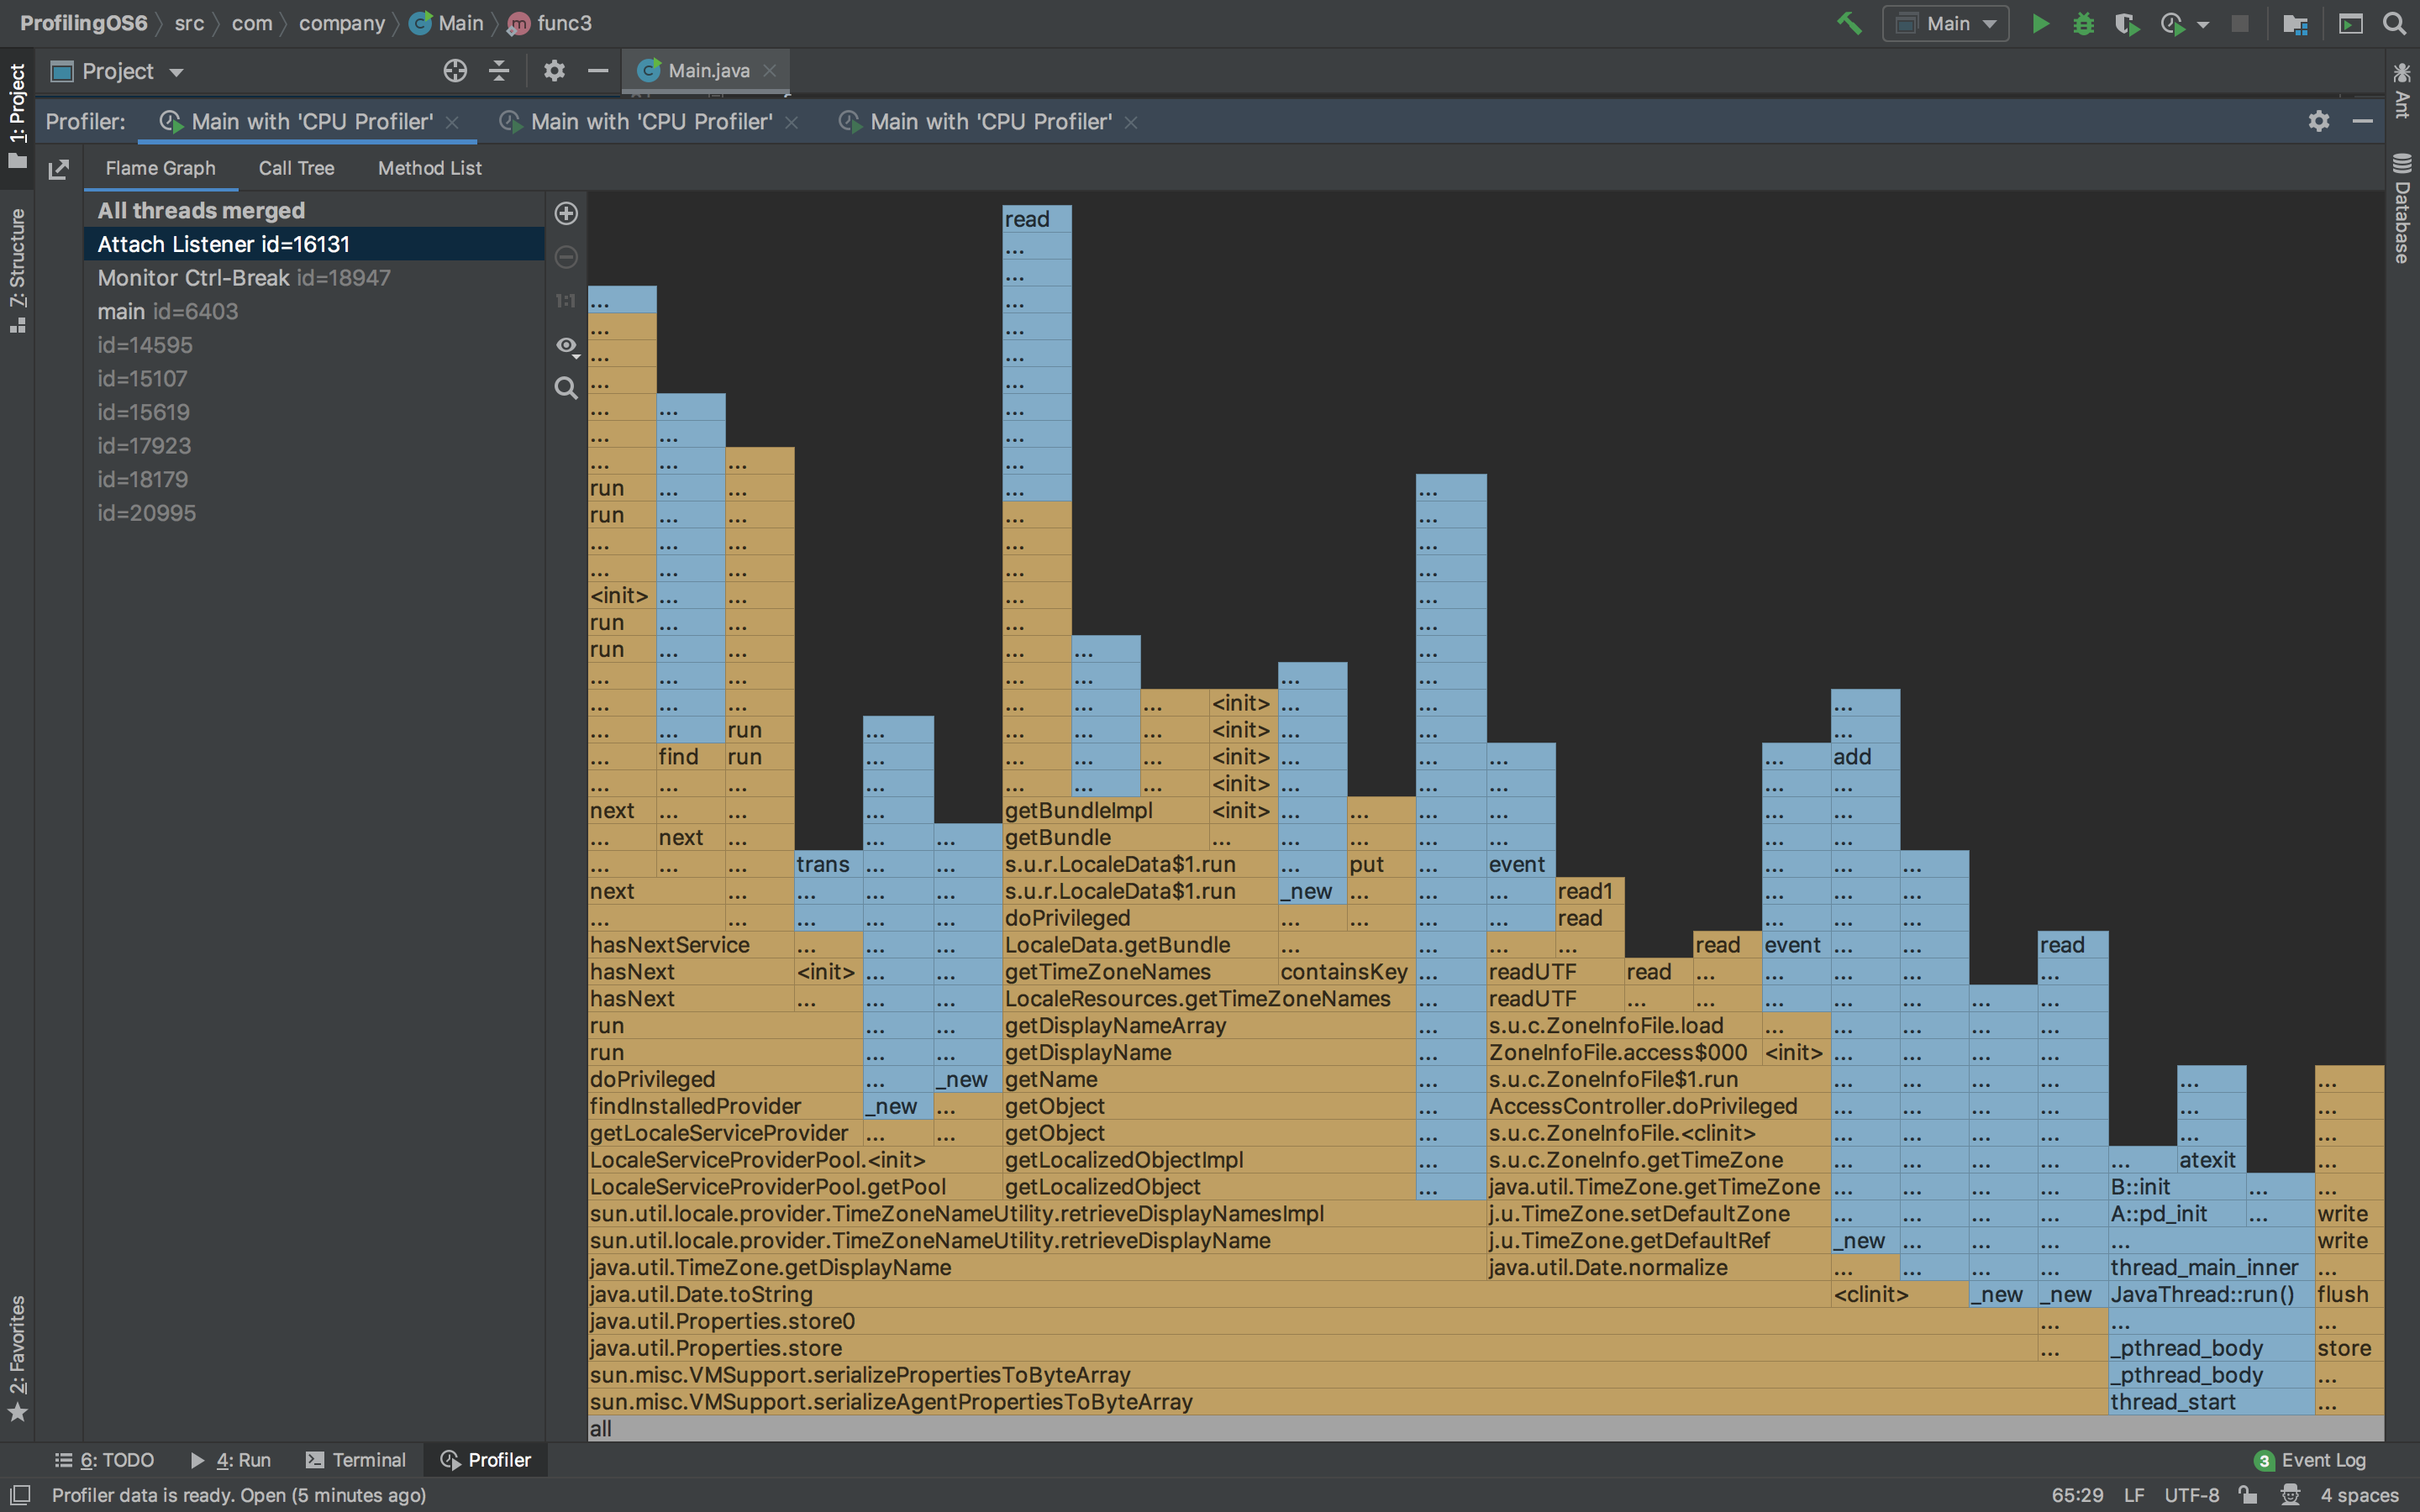 ProfilingOS6 src com company Main func3
Main
Project
Main.java
Profiler: Main with 'CPU Profiler' Main with 'CPU Profiler' Main with 'CPU Profiler'
Flame Graph Call Tree Method List
1: Project
7: Structure
2: Favorites
Ant
Database
All threads merged
Attach Listener id=16131
Monitor Ctrl-Break id=18947
main id=6403
id=14595
id=15107
id=15619
id=17923
id=18179
id=20995
1:1
read
... 
... 
... ...
... ...
... ...
... ...
... ... ...
... ... ...
... ... ... ...
run ... ... ... ...
run ... ... ... ...
... ... ... ... ...
... ... ... ... ...
<init> ... ... ... ...
run ... ... ... ...
run ... ... ... ... ...
... ... ... ... ... ... ...
... ... ... ... ... ... <init> ... ... ...
... ... run ... ... ... ... <init> ... ... ...
... find run ... ... ... ... <init> ... ... ... ... add
... ... ... ... ... ... ... <init> ... ... ... ... ...
next ... ... ... getBundleImpl <init> ... ... ... ... ... ...
... next ... ... ... getBundle ... ... ... ... ... ... ...
... ... ... trans ... ... s.u.r.LocaleData$1.run ... put ... event ... ... ...
next ... ... ... ... s.u.r.LocaleData$1.run _new ... ... ... read1 ... ... ...
... ... ... ... ... doPrivileged ... ... ... ... read ... ... ...
hasNextService ... ... ... LocaleData.getBundle ... ... ... ... read event ... ... read
hasNext <init> ... ... getTimeZoneNames containsKey ... readUTF read ... ... ... ... ...
hasNext ... ... ... LocaleResources.getTimeZoneNames ... readUTF ... ... ... ... ... ... ...
run ... ... getDisplayNameArray ... s.u.c.ZoneInfoFile.load ... ... ... ... ...
run ... ... getDisplayName ... ZoneInfoFile.access$000 <init> ... ... ... ...
doPrivileged ... _new getName ... s.u.c.ZoneInfoFile$1.run ... ... ... ... ... ...
findInstalledProvider _new ... getObject ... AccessController.doPrivileged ... ... ... ... ... ...
getLocaleServiceProvider ... ... getObject ... s.u.c.ZoneInfoFile.<clinit> ... ... ... ... ... ...
LocaleServiceProviderPool.<init> getLocalizedObjectImpl ... s.u.c.ZoneInfo.getTimeZone ... ... ... ... ... atexit ...
LocaleServiceProviderPool.getPool getLocalizedObject ... java.util.TimeZone.getTimeZone ... ... ... ... B::init ... ...
sun.util.locale.provider.TimeZoneNameUtility.retrieveDisplayNamesImpl j.u.TimeZone.setDefaultZone ... ... ... ... A::pd_init ... write
sun.util.locale.provider.TimeZoneNameUtility.retrieveDisplayName j.u.TimeZone.getDefaultRef _new ... ... ... ... write
java.util.TimeZone.getDisplayName java.util.Date.normalize ... ... ... ... thread_main_inner ...
java.util.Date.toString <clinit> _new _new JavaThread::run() flush
java.util.Properties.store0 ... ... ...
java.util.Properties.store ... _pthread_body store
sun.misc.VMSupport.serializePropertiesToByteArray _pthread_body ...
sun.misc.VMSupport.serializeAgentPropertiesToByteArray thread_start ...
all
6: TODO 4: Run Terminal Profiler 3 Event Log
Profiler data is ready. Open (5 minutes ago) 65:29 LF UTF-8 4 spaces